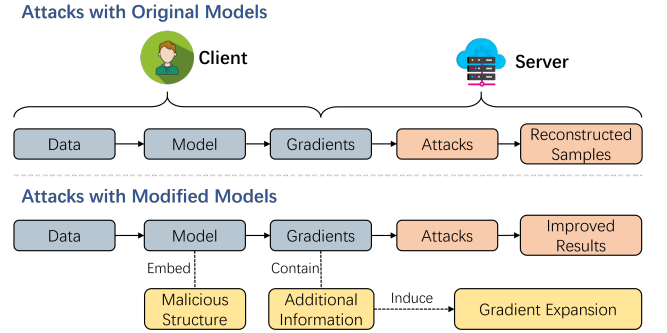 Attacks with Original Models
Client
Server
Data
Model
Gradients
Attacks
Reconstructed
Samples
Attacks with Modified Models
Data
Model
Gradients
Attacks
Improved
Results
Embed
Contain
Malicious
Structure
Additional
Information
Induce
Gradient Expansion